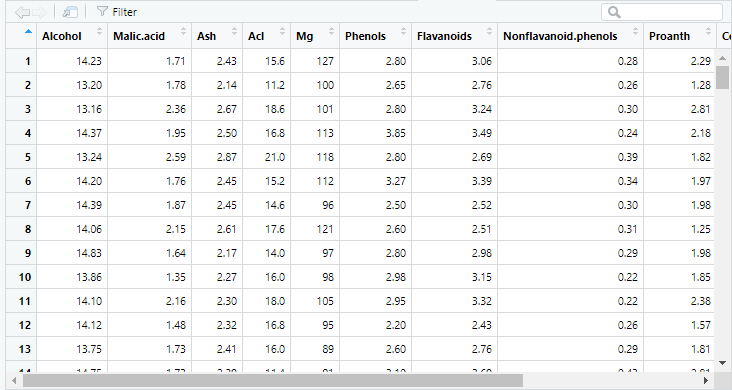 Filter
Alcohol Malic.acid Ash Acl Mg Phenols Flavanoids Nonflavanoid.phenols Proanth Co
1 14.23 1.71 2.43 15.6 127 2.80 3.06 0.28 2.29
2 13.20 1.78 2.14 11.2 100 2.65 2.76 0.26 1.28
3 13.16 2.36 2.67 18.6 101 2.80 3.24 0.30 2.81
4 14.37 1.95 2.50 16.8 113 3.85 3.49 0.24 2.18
5 13.24 2.59 2.87 21.0 118 2.80 2.69 0.39 1.82
6 14.20 1.76 2.45 15.2 112 3.27 3.39 0.34 1.97
7 14.39 1.87 2.45 14.6 96 2.50 2.52 0.30 1.98
8 14.06 2.15 2.61 17.6 121 2.60 2.51 0.31 1.25
9 14.83 1.64 2.17 14.0 97 2.80 2.98 0.29 1.98
10 13.86 1.35 2.27 16.0 98 2.98 3.15 0.22 1.85
11 14.10 2.16 2.30 18.0 105 2.95 3.32 0.22 2.38
12 14.12 1.48 2.32 16.8 95 2.20 2.43 0.26 1.57
13 13.75 1.73 2.41 16.0 89 2.60 2.76 0.29 1.81